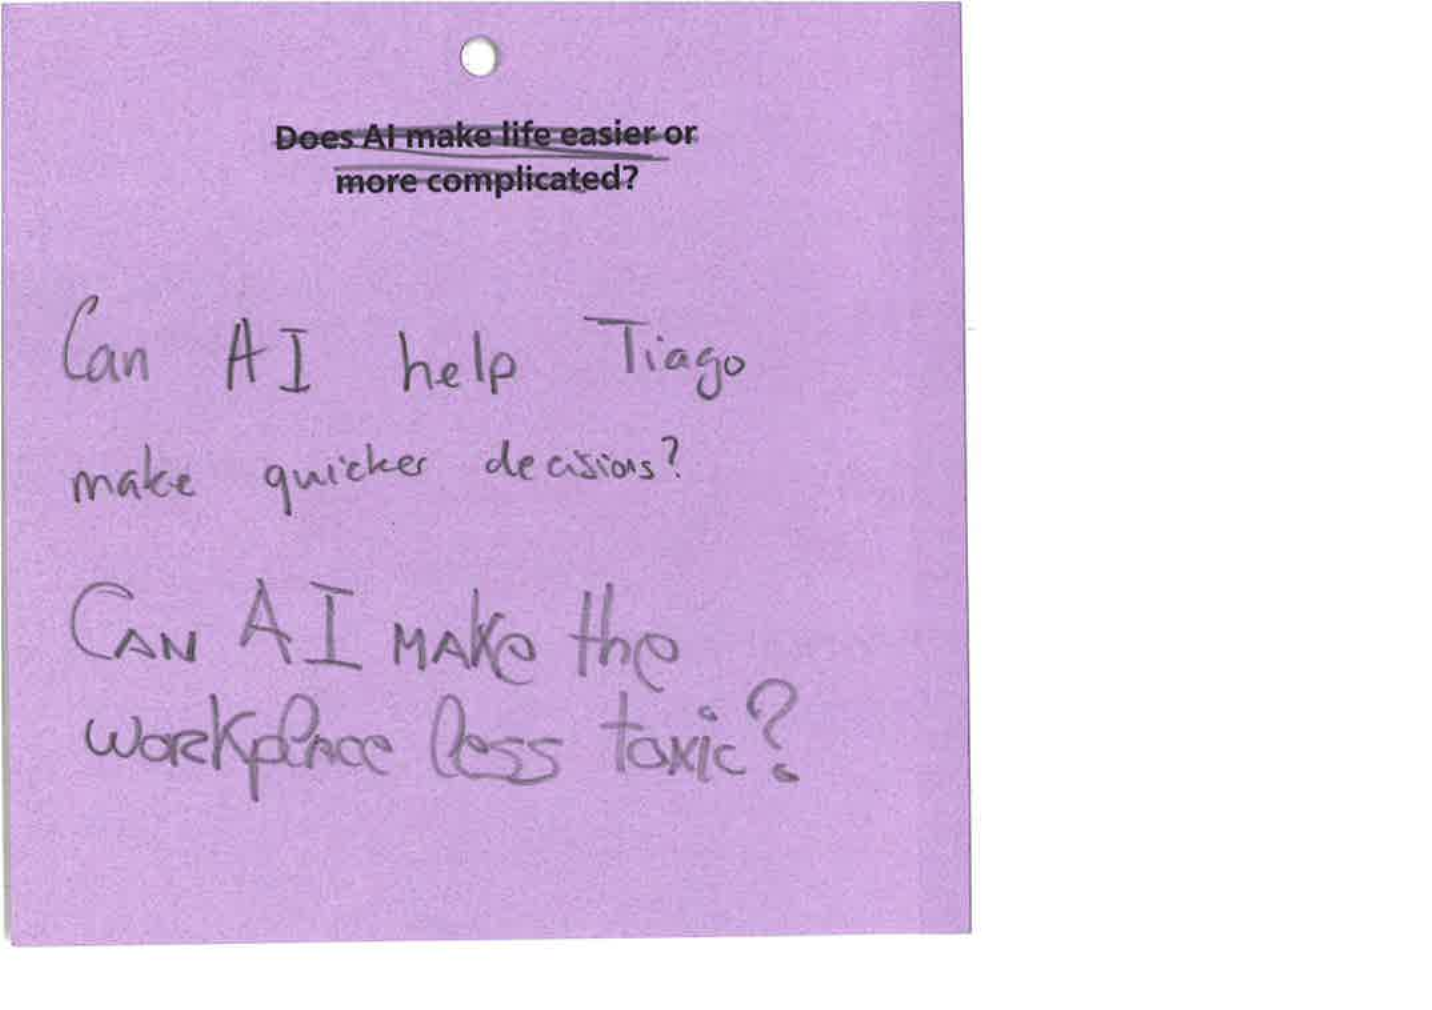 Does AI make life easier or
more complicated?
Can AI help Tiago
make quicker decisions?
CAN AI MAKe the
workplace less toxic?